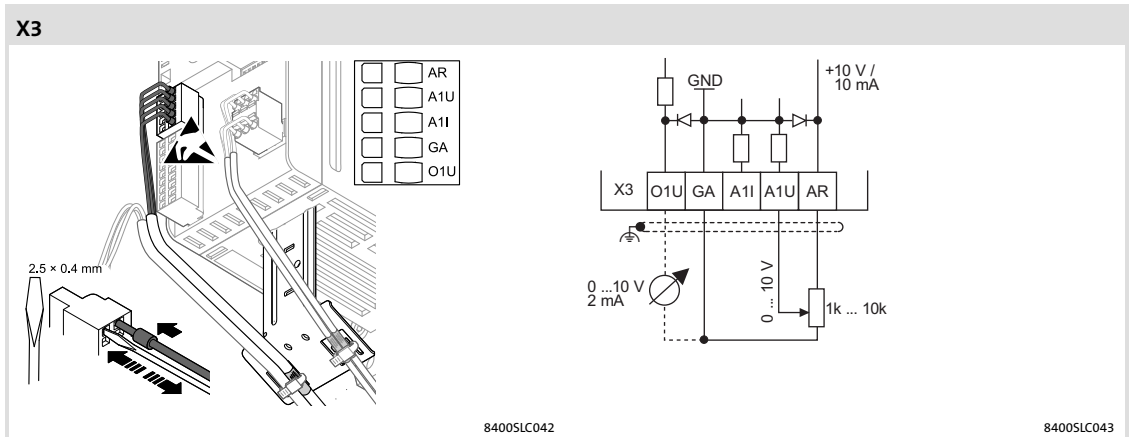 X3
AR
A1U
A1I
GA
O1U
2.5 × 0.4 mm
8400SLC042
GND
+10 V /
10 mA
X3 O1U GA A1I A1U AR
0 ...10 V
2 mA
0 ... 10 V
1k ... 10k
8400SLC043